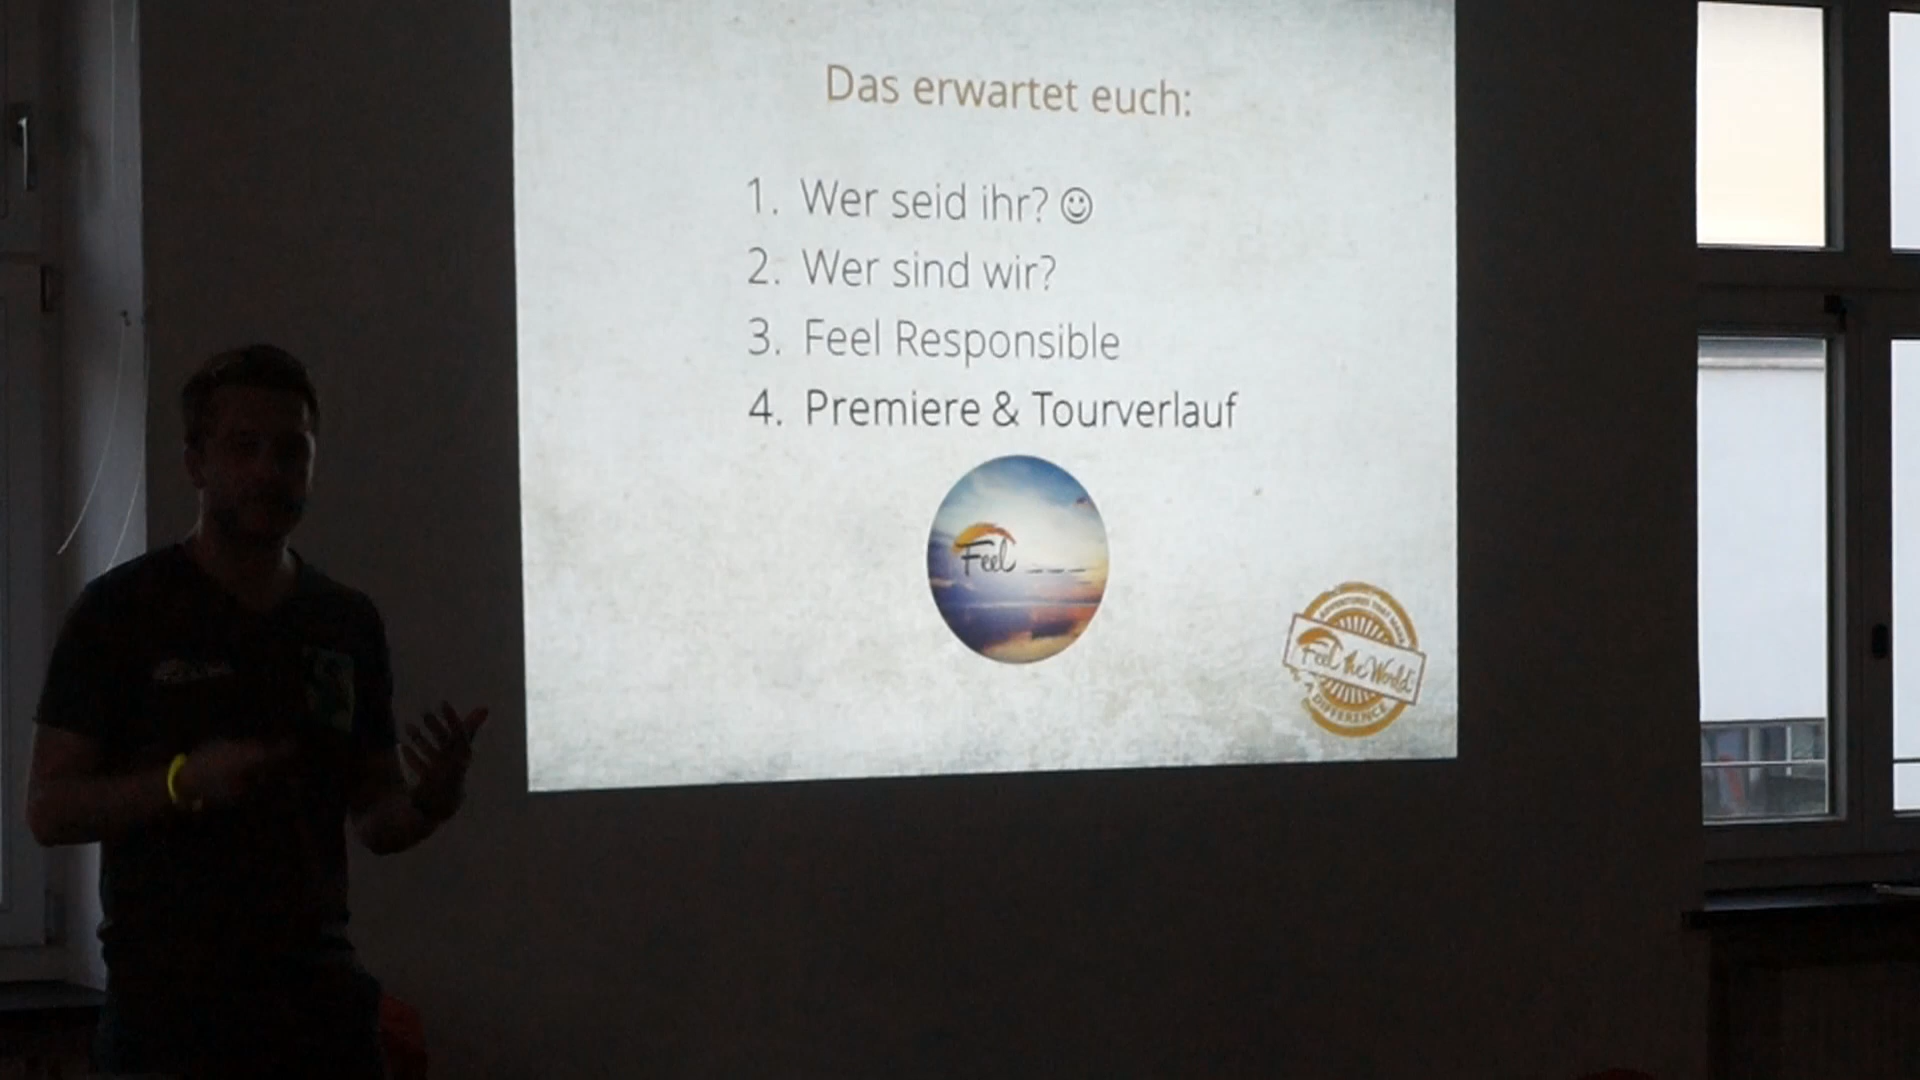 Das erwartet euch:
1. Wer seid ihr? ☺
2. Wer sind wir?
3. Feel Responsible
4. Premiere & Tourverlauf
Feel
Feel the World
DIFFERENCE